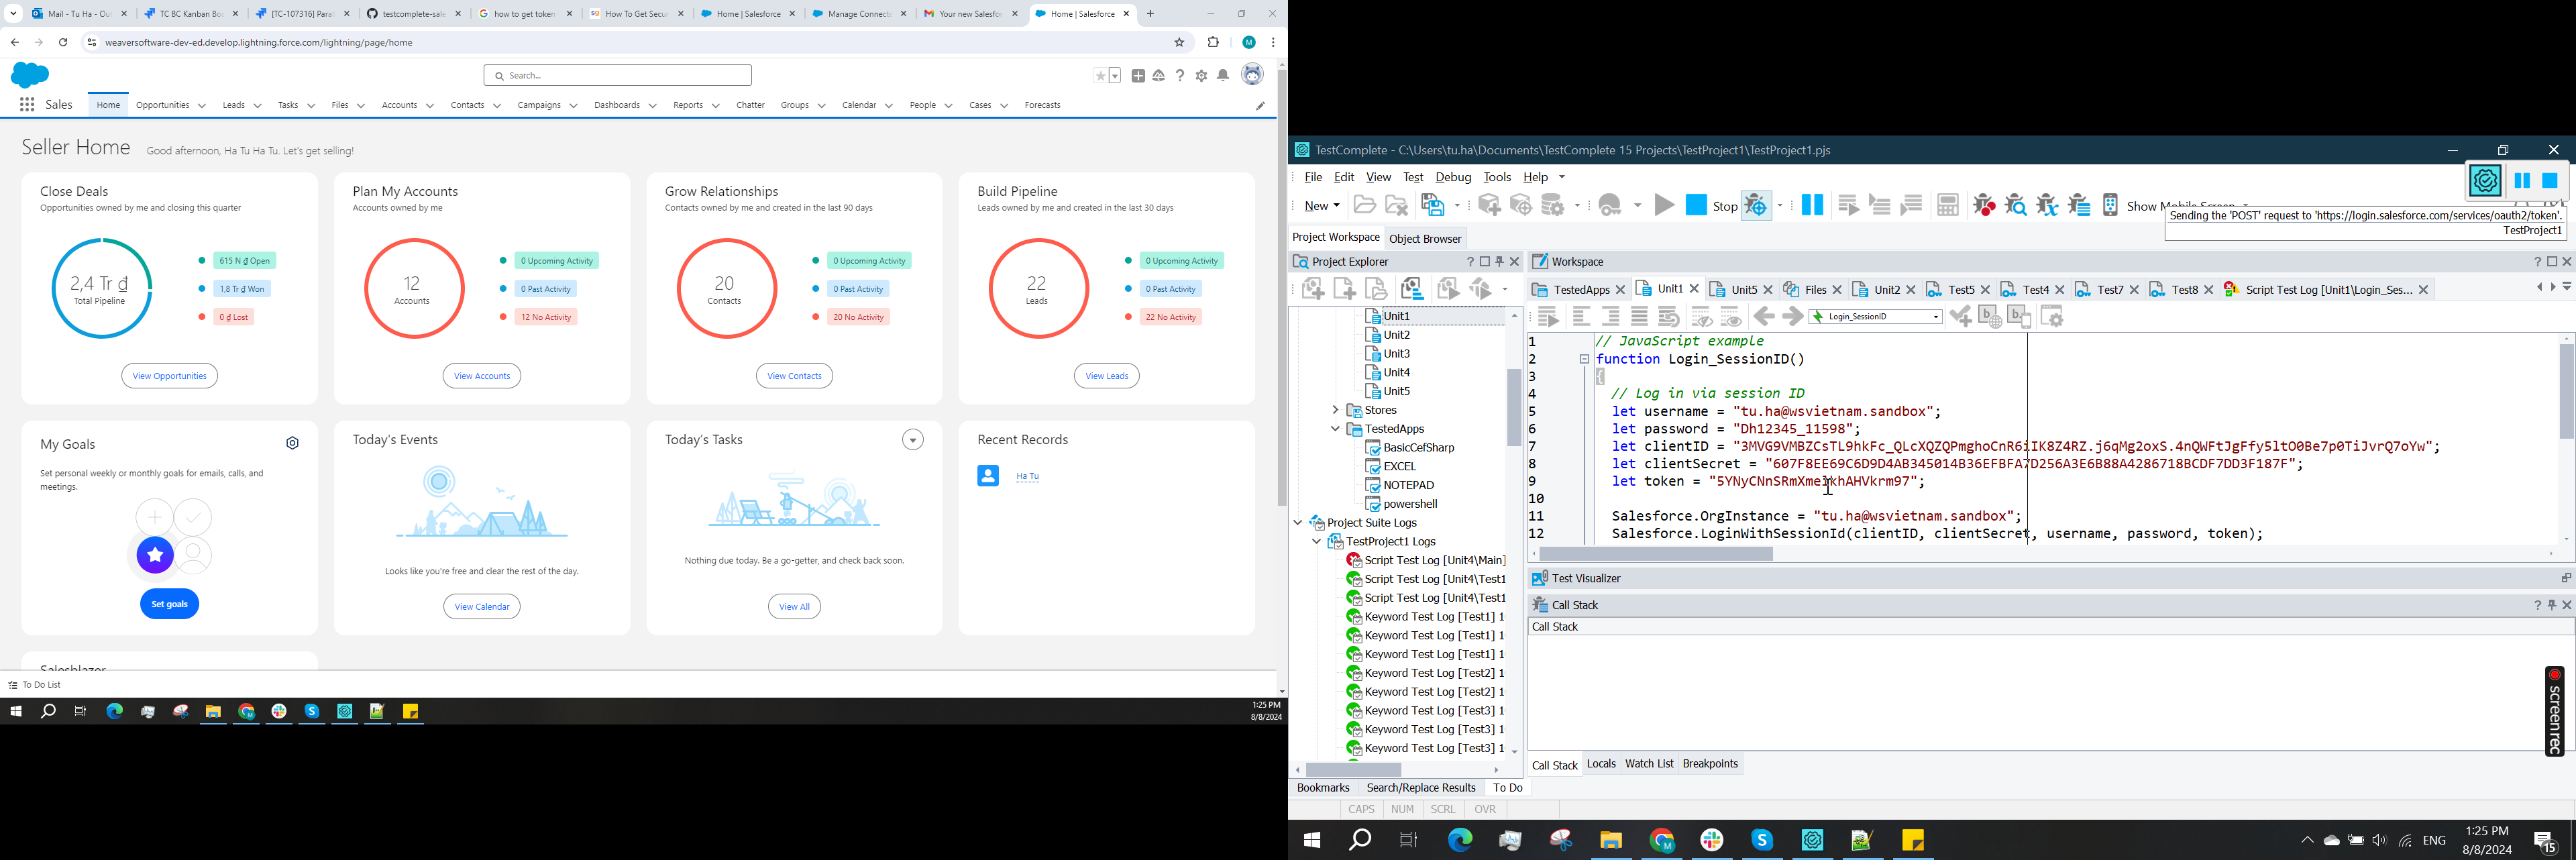 Mail - Tu Ha - Ou
TC BC Kanban Bo
[TC-107316] Paral
testcomplete-sale
how to get token
How To Get Secur
Home | Salesforce
Manage Connecte
Your new Salesfor
Home | Salesforce
weaversoftware-dev-ed.develop.lightning.force.com/lightning/page/home
M
Search...
Sales
Home
Opportunities
Leads
Tasks
Files
Accounts
Contacts
Campaigns
Dashboards
Reports
Chatter
Groups
Calendar
People
Cases
Forecasts
Seller Home
Good afternoon, Ha Tu Ha Tu. Let's get selling!
Close Deals
Opportunities owned by me and closing this quarter
2,4 Tr ₫
Total Pipeline
615 N ₫ Open
1,8 Tr ₫ Won
0 ₫ Lost
View Opportunities
Plan My Accounts
Accounts owned by me
12
Accounts
0 Upcoming Activity
0 Past Activity
12 No Activity
View Accounts
Grow Relationships
Contacts owned by me and created in the last 90 days
20
Contacts
0 Upcoming Activity
0 Past Activity
20 No Activity
View Contacts
Build Pipeline
Leads owned by me and created in the last 30 days
22
Leads
0 Upcoming Activity
0 Past Activity
22 No Activity
View Leads
My Goals
Set personal weekly or monthly goals for emails, calls, and
meetings.
Set goals
Today's Events
Looks like you're free and clear the rest of the day.
View Calendar
Today's Tasks
Nothing due today. Be a go-getter, and check back soon.
View All
Recent Records
Ha Tu
Salesblazer
To Do List
1:25 PM
8/8/2024
TestComplete - C:\Users\tu.ha\Documents\TestComplete 15 Projects\TestProject1\TestProject1.pjs
File Edit View Test Debug Tools Help
New
Stop
Show Mobile Screen
Sending the 'POST' request to 'https://login.salesforce.com/services/oauth2/token'.
TestProject1
Project Workspace
Object Browser
Project Explorer
Workspace
TestedApps
Unit1
Unit5
Files
Unit2
Test5
Test4
Test7
Test8
Script Test Log [Unit1\Login_Ses...
Login_SessionID
Unit1
Unit2
Unit3
Unit4
Unit5
Stores
TestedApps
BasicCefSharp
EXCEL
NOTEPAD
powershell
Project Suite Logs
TestProject1 Logs
Script Test Log [Unit4\Main]
Script Test Log [Unit4\Test1
Script Test Log [Unit4\Test1
Keyword Test Log [Test1] 1
Keyword Test Log [Test1] 1
Keyword Test Log [Test1] 1
Keyword Test Log [Test2] 1
Keyword Test Log [Test2] 1
Keyword Test Log [Test3] 1
Keyword Test Log [Test3] 1
Keyword Test Log [Test3] 1
1 // JavaScript example
2 function Login_SessionID()
3 {
4 // Log in via session ID
5 let username = "tu.ha@wsvietnam.sandbox";
6 let password = "Dh12345_11598";
7 let clientID = "3MVG9VMBZCsTL9hkFc_QLcXQZQPmghoCnR6iIK8Z4RZ.j6qMg2oxS.4nQWFtJgFfy5ltO0Be7p0TiJvrQ7oYw";
8 let clientSecret = "607F8EE69C6D9D4AB345014B36EFBFA7D256A3E6B88A4286718BCDF7DD3F187F";
9 let token =
10
11 Salesforce.OrgInstance = "tu.ha@wsvietnam.sandbox";
12 Salesforce.LoginWithSessionId(clientID, clientSecret, username, password, token);
Test Visualizer
Call Stack
Call Stack
Call Stack
Locals
Watch List
Breakpoints
Bookmarks
Search/Replace Results
To Do
CAPS
NUM
SCRL
OVR
screenrec
ENG
1:25 PM
8/8/2024
15